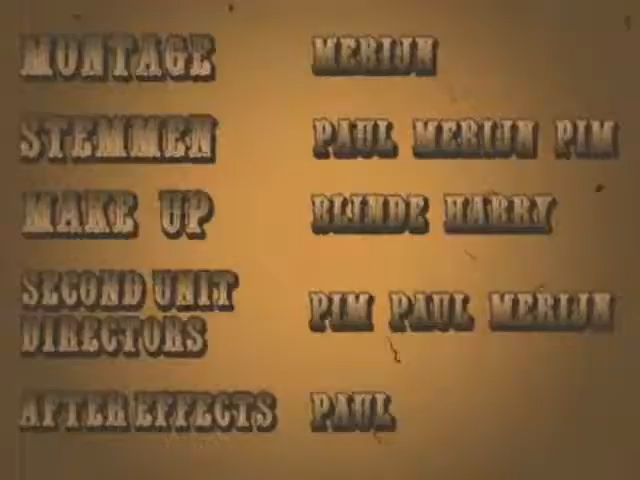 MONTAGE MERIJN
STEMMEN PAUL MERIJN PIM
MAKE UP BLINDE HARRY
SECOND UNIT
DIRECTORS PIM PAUL MERIJN
AFTER EFFECTS PAUL